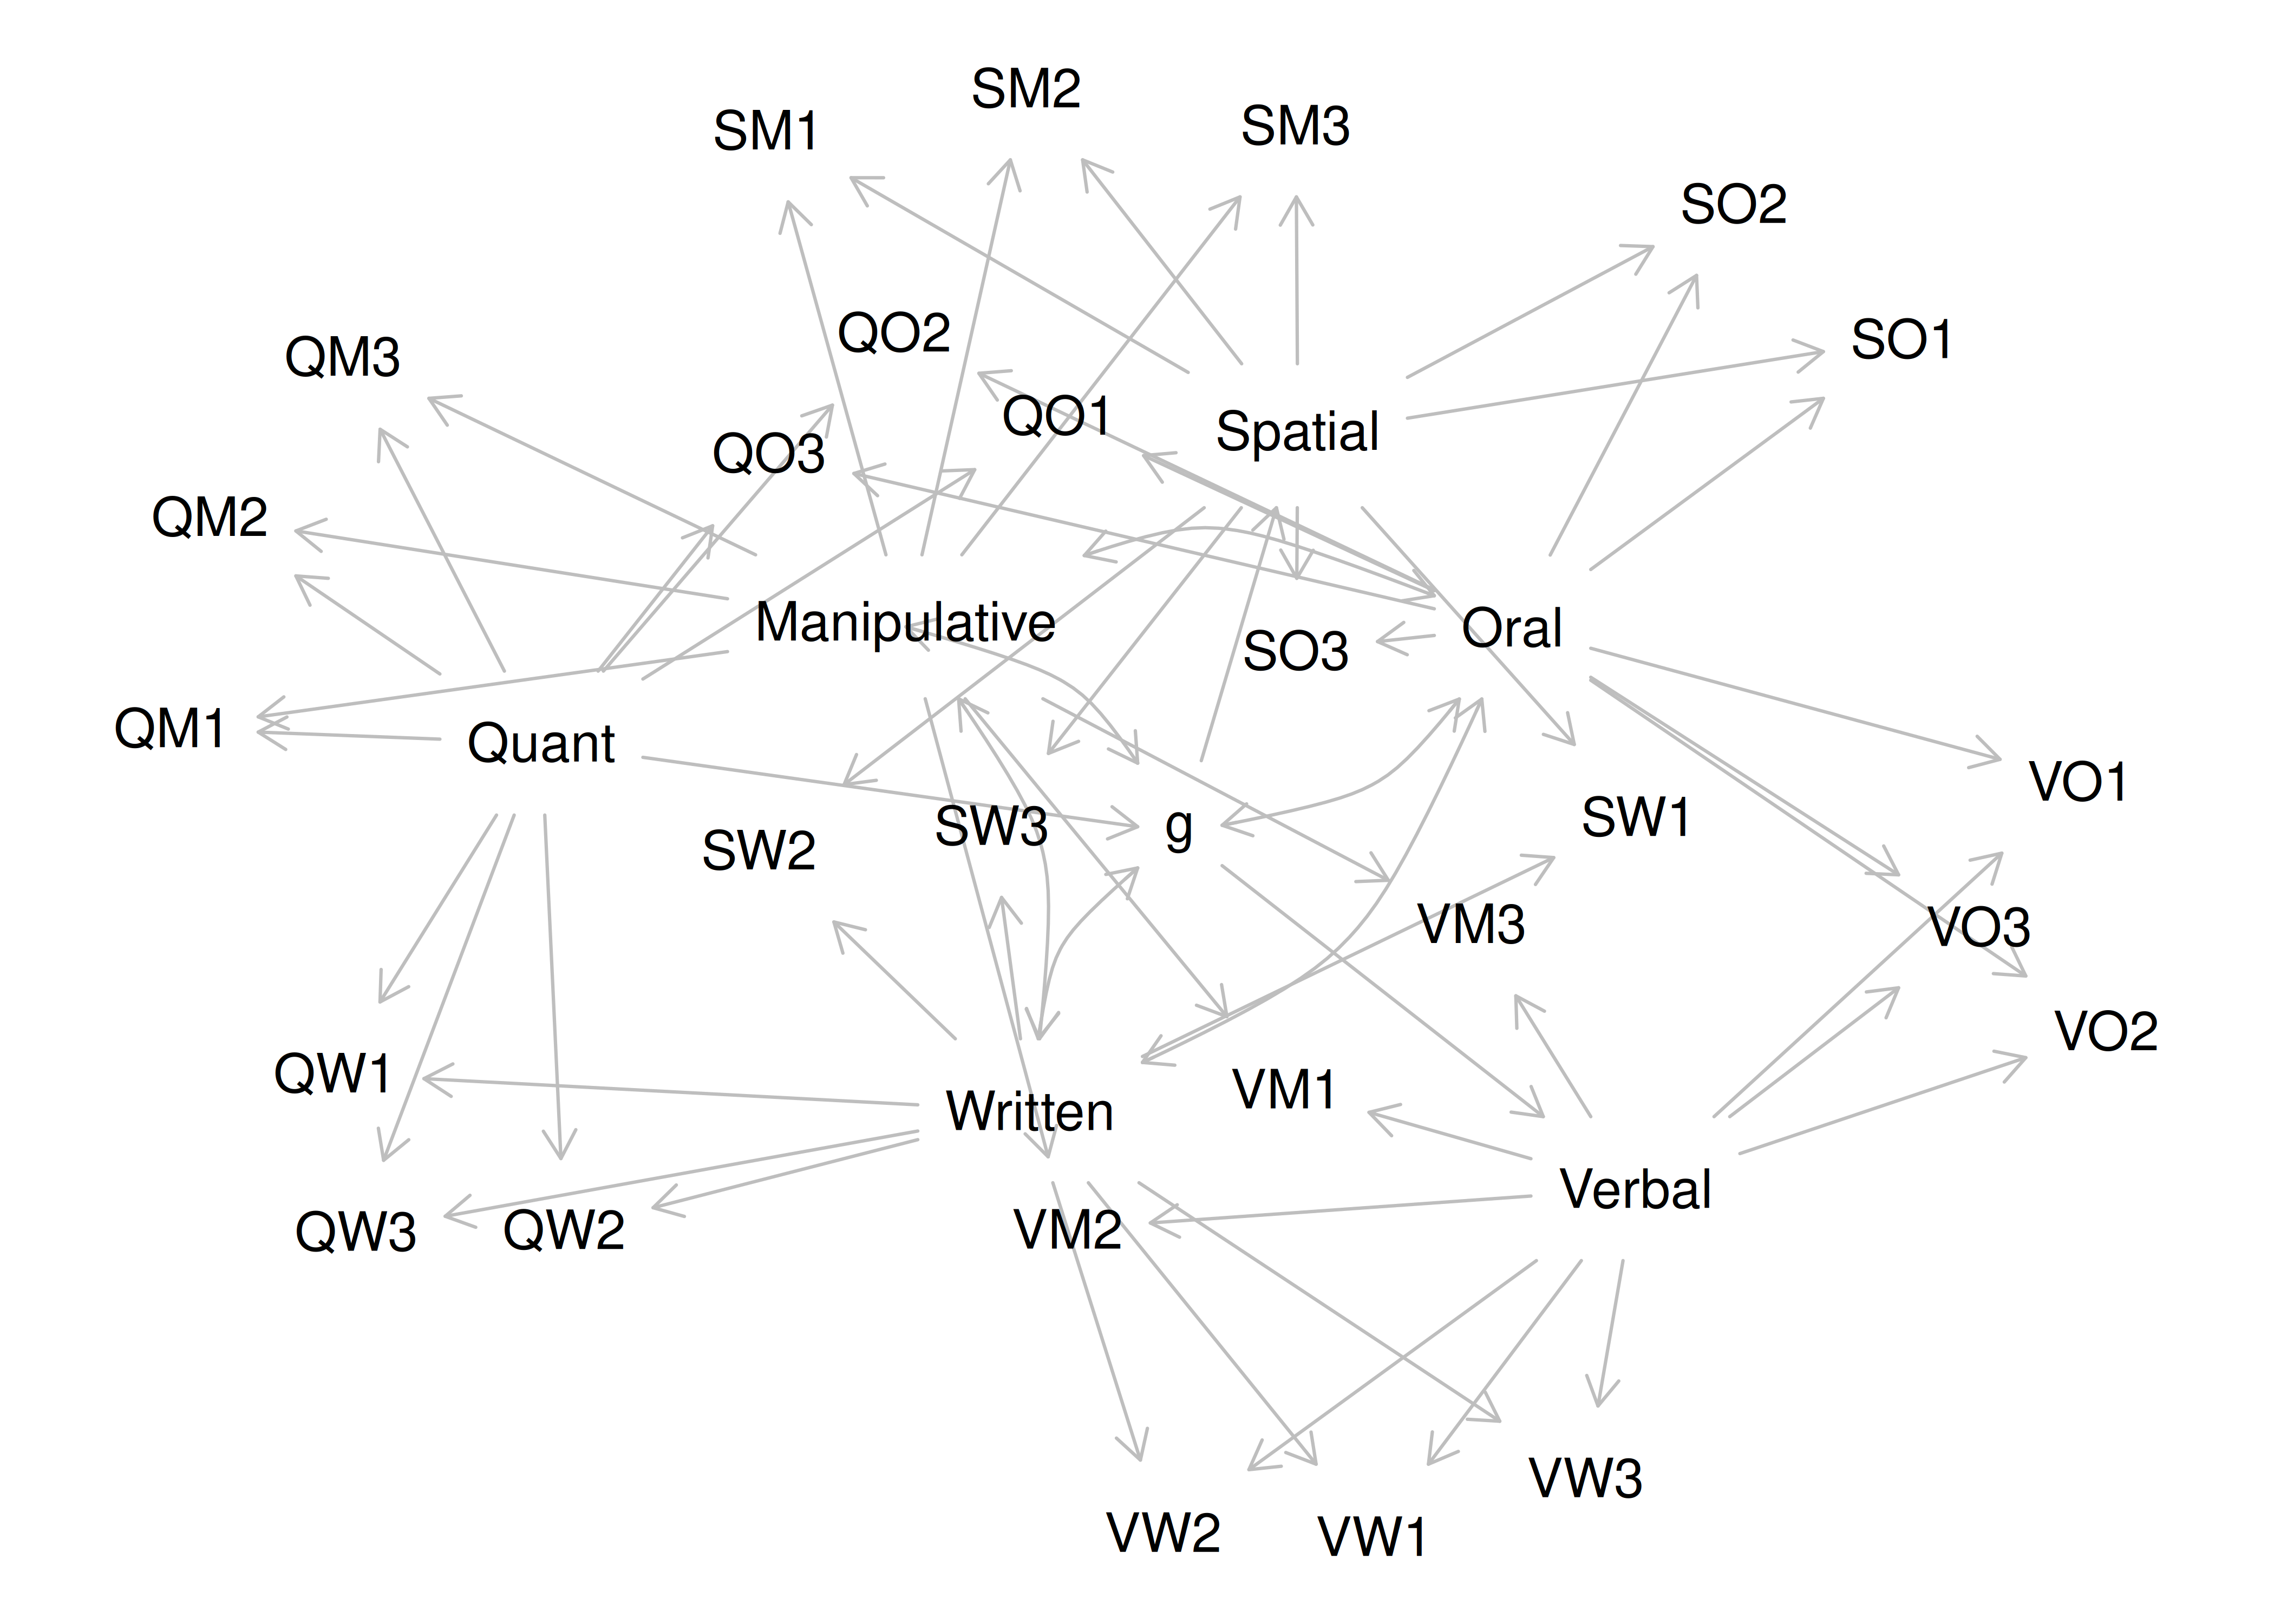 SM2
SM1
SM3
SO2
QO2
SO1
QM3
QO1
Spatial
QO3
QM2
Manipulative
Oral
SO3
QM1
Quant
VO1
SW1
SW3
g
SW2
VM3
VO3
VO2
QW1
VM1
Written
Verbal
QW3
QW2
VM2
VW3
VW2
VW1